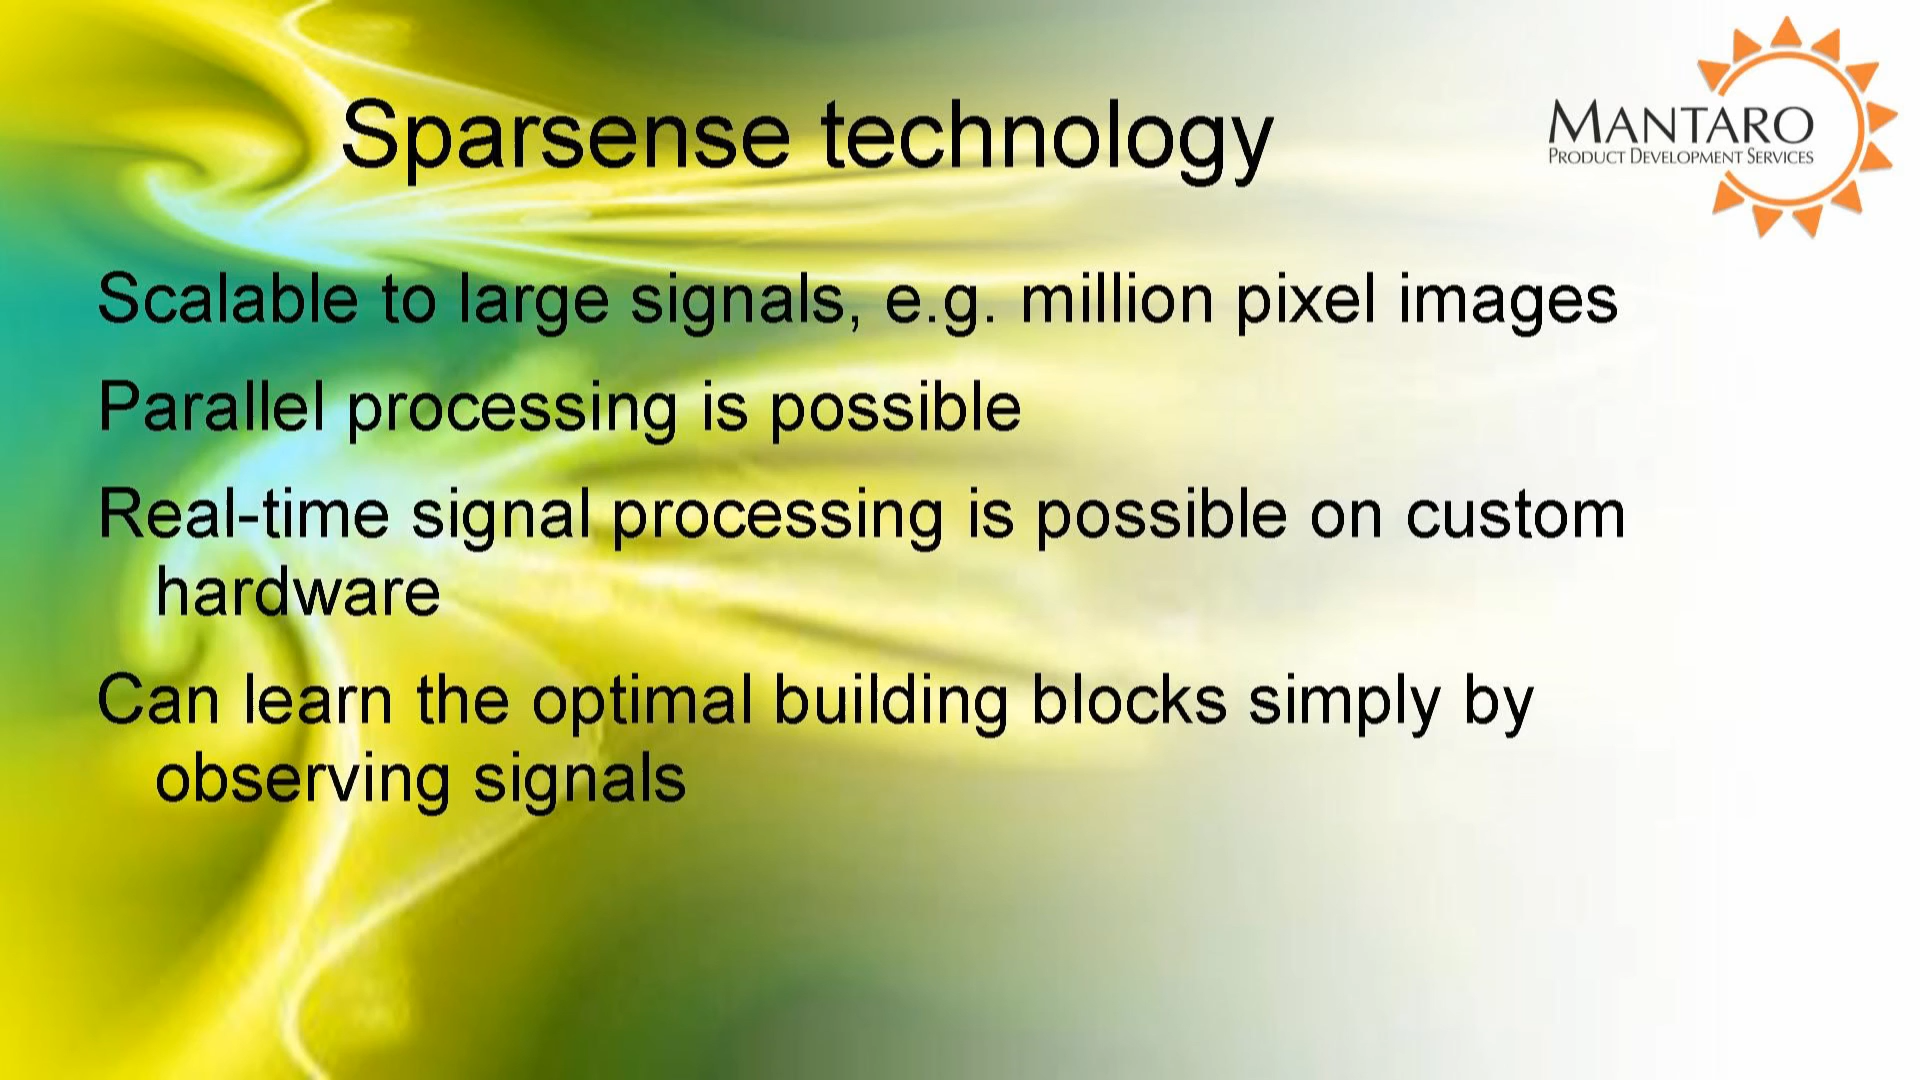 Sparsense technology
MANTARO
PRODUCT DEVELOPMENT SERVICES
Scalable to large signals, e.g. million pixel images
Parallel processing is possible
Real-time signal processing is possible on custom
hardware
Can learn the optimal building blocks simply by
observing signals